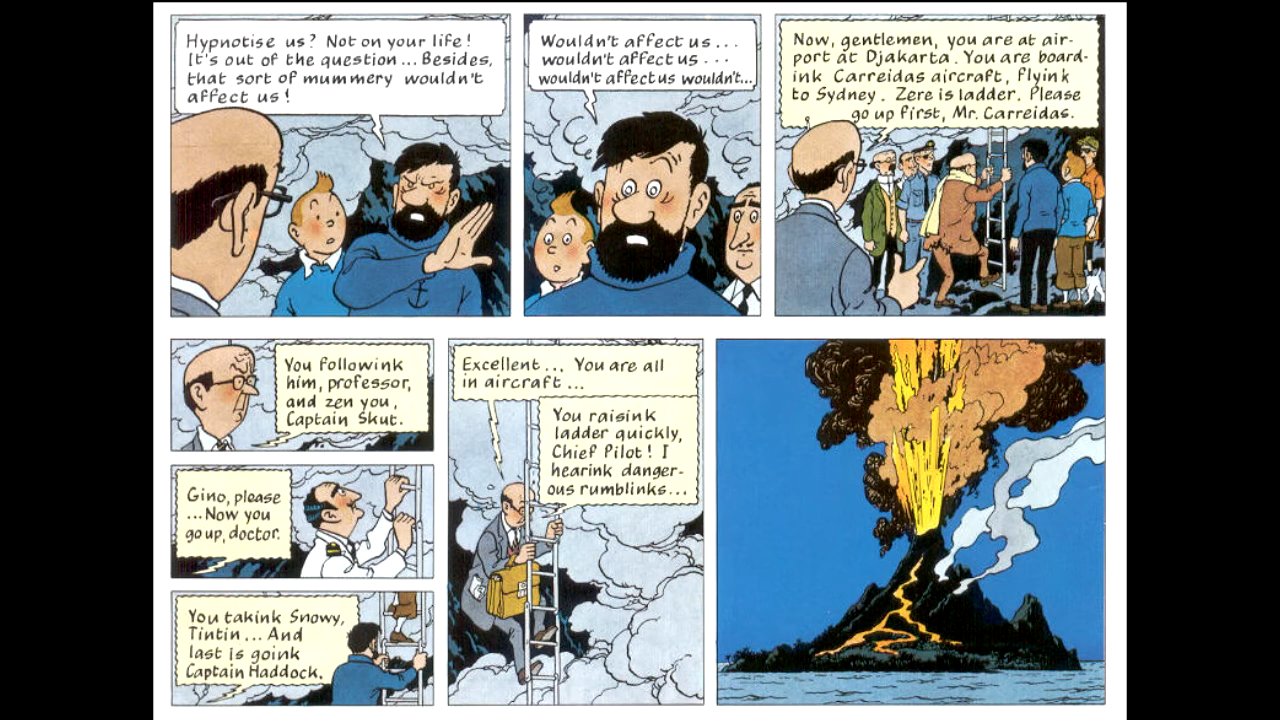 Hypnotise us? Not on your life!
It's out of the question... Besides,
that sort of mummery wouldn't
affect us!
Wouldn't affect us...
wouldn't affect us...
wouldn't affect us wouldn't...
Now, gentlemen, you are at air-
port at Djakarta. You are board-
ink Carreidas aircraft, flyink
to Sydney. Zere is ladder. Please
go up first, Mr. Carreidas.
You followink
him, professor,
and zen you,
Captain Skut.
Gino, please
...Now you
go up, doctor.
You takink Snowy,
Tintin... And
last is goink
Captain Haddock.
Excellent... You are all
in aircraft...
You raisink
ladder quickly,
Chief Pilot! I
hearink danger-
ous rumblinks...